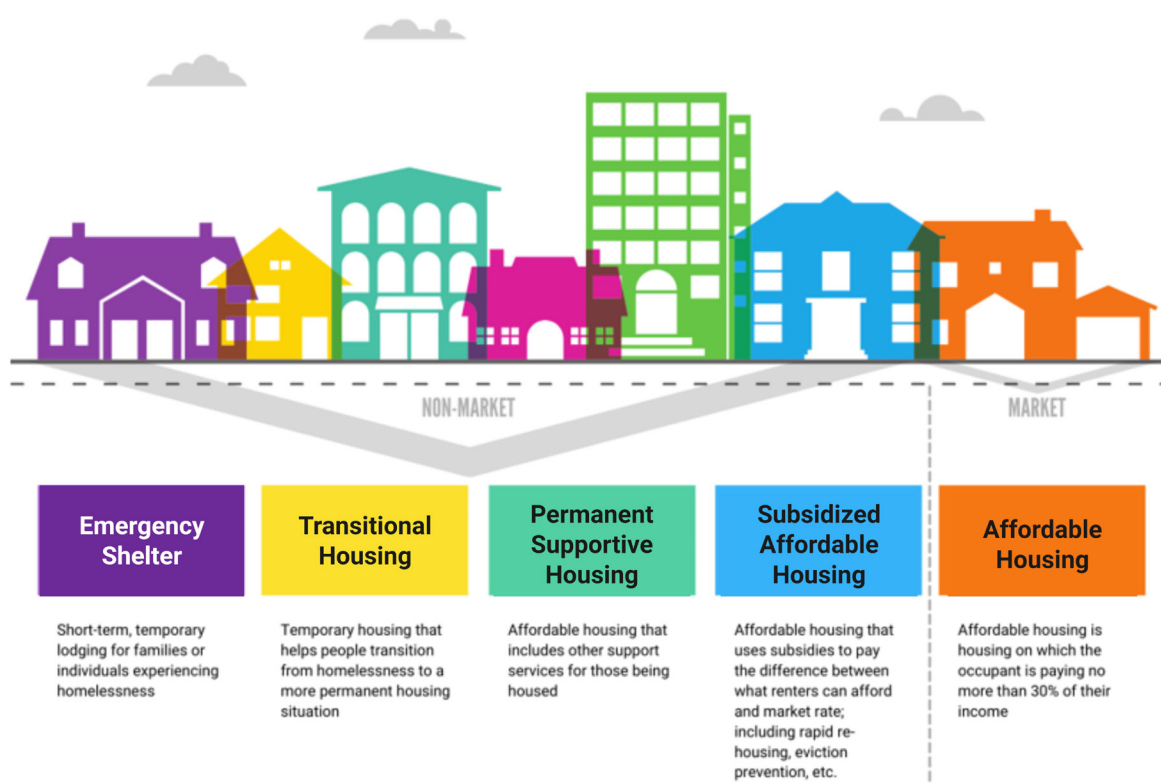 NON-MARKET
MARKET
Emergency
Shelter
Short-term, temporary
lodging for families or
individuals experiencing
homelessness
Transitional
Housing
Temporary housing that
helps people transition
from homelessness to a
more permanent housing
situation
Permanent
Supportive
Housing
Affordable housing that
includes other support
services for those being
housed
Subsidized
Affordable
Housing
Affordable housing that
uses subsidies to pay
the difference between
what renters can afford
and market rate;
including rapid re-
housing, eviction
prevention, etc.
Affordable
Housing
Affordable housing is
housing on which the
occupant is paying no
more than 30% of their
income